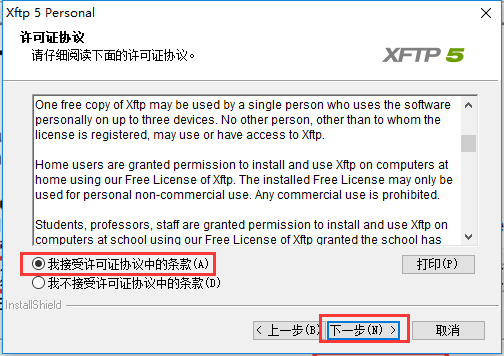 Xftp 5 Personal
许可证协议
请仔细阅读下面的许可证协议。
XFTP 5
One free copy of Xftp may be used by a single person who uses the software
personally on up to three devices. No other person, other than to whom the
license is registered, may use or have access to Xftp.
Home users are granted permission to install and use Xftp on computers at
home using our Free License of Xftp. The installed Free License may only be
used for personal non-commercial use. Any commercial use is prohibited.
Students, professors, staff are granted permission to install and use Xftp on
computers at school using our Free License of Xftp granted the school has
我接受许可证协议中的条款(A)
打印(P)
我不接受许可证协议中的条款(D)
InstallShield
< 上一步(B)
下一步(N) >
取消